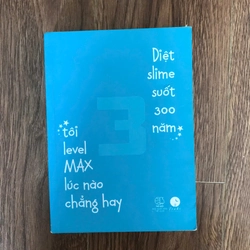 Diệt
slime
suốt
300
năm
3
tôi
level
MAX
lúc nào
chẳng hay